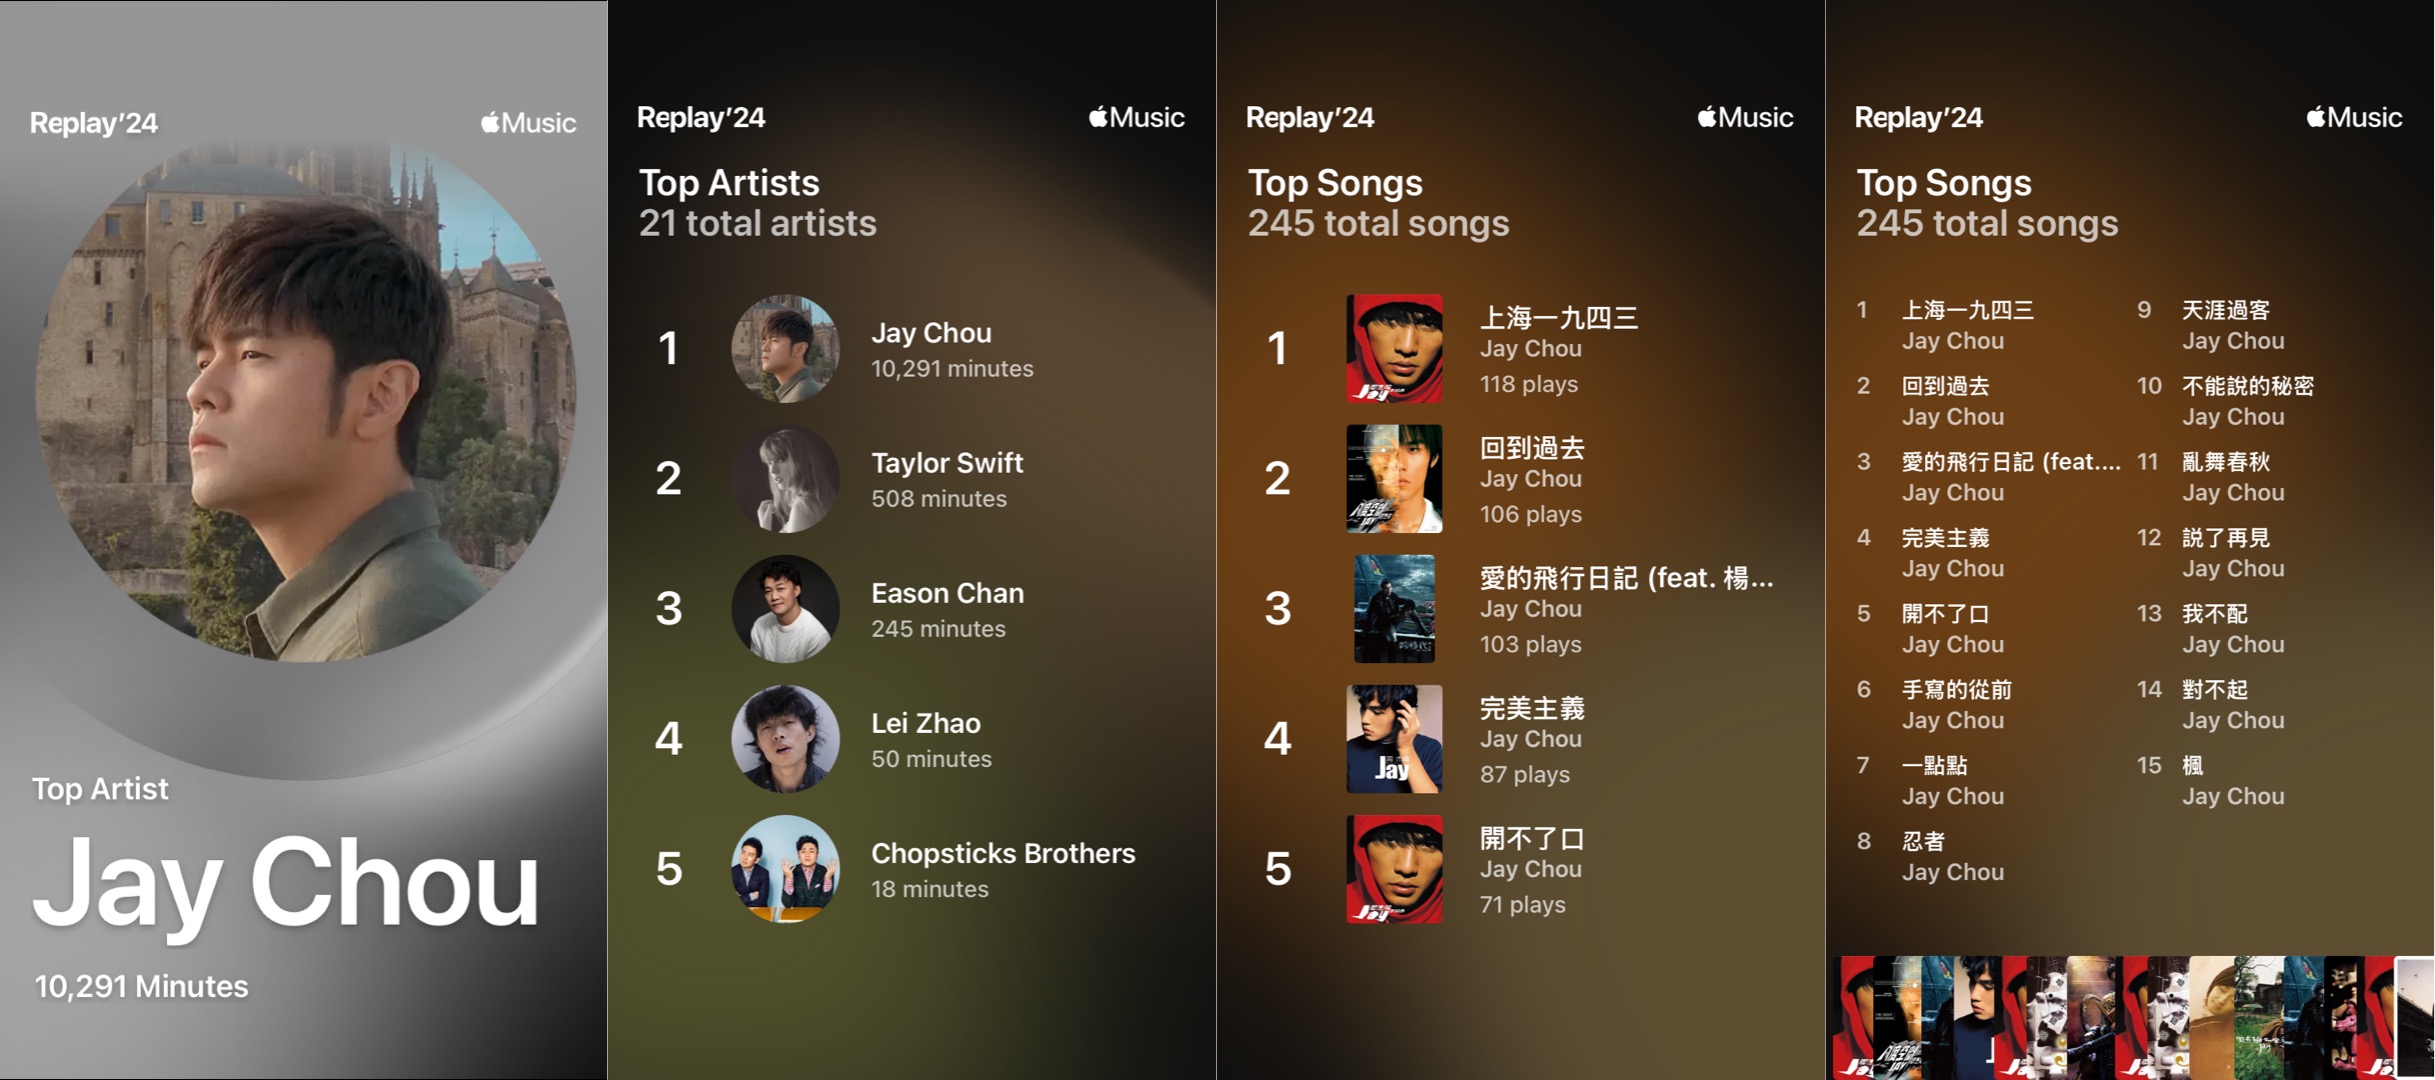 Replay'24
Music
Top Artist
Jay Chou
10,291 Minutes
Replay'24
Music
Top Artists
21 total artists
1
Jay Chou
10,291 minutes
2
Taylor Swift
508 minutes
3
Eason Chan
245 minutes
4
Lei Zhao
50 minutes
5
Chopsticks Brothers
18 minutes
Replay'24
Music
Top Songs
245 total songs
1
上海一九四三
Jay Chou
118 plays
2
回到過去
Jay Chou
106 plays
3
愛的飛行日記 (feat. 楊...
Jay Chou
103 plays
4
完美主義
Jay Chou
87 plays
Jay
5
開不了口
Jay Chou
71 plays
Replay'24
Music
Top Songs
245 total songs
1 上海一九四三
Jay Chou
2 回到過去
Jay Chou
3 愛的飛行日記 (feat....
Jay Chou
4 完美主義
Jay Chou
5 開不了口
Jay Chou
6 手寫的從前
Jay Chou
7 一點點
Jay Chou
8 忍者
Jay Chou
9 天涯過客
Jay Chou
10 不能說的秘密
Jay Chou
11 亂舞春秋
Jay Chou
12 説了再見
Jay Chou
13 我不配
Jay Chou
14 對不起
Jay Chou
15 楓
Jay Chou